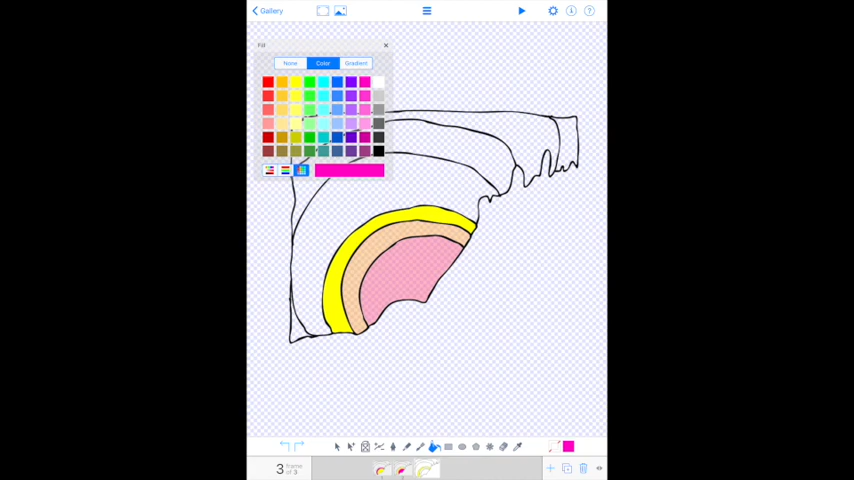 Gallery
Fill
None Color Gradient
3 frame
of 3